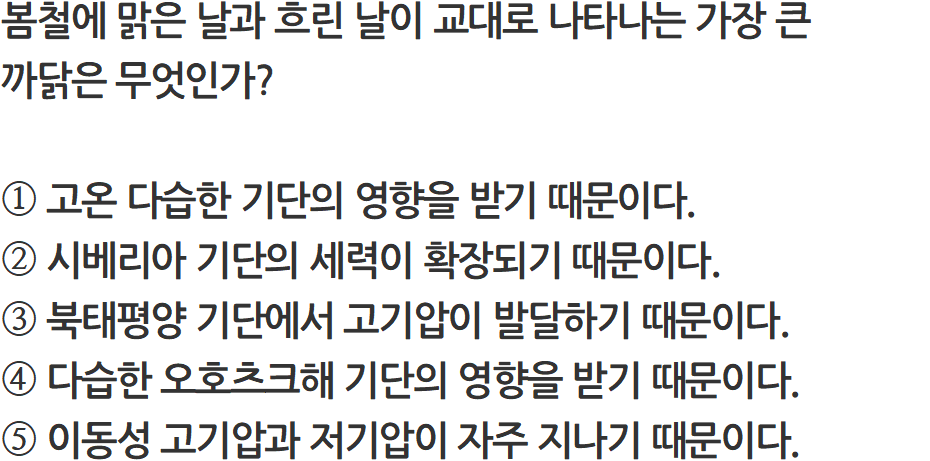 봄철에 맑은 날과 흐린 날이 교대로 나타나는 가장 큰
까닭은 무엇인가?
① 고온 다습한 기단의 영향을 받기 때문이다.
② 시베리아 기단의 세력이 확장되기 때문이다.
③ 북태평양 기단에서 고기압이 발달하기 때문이다.
④ 다습한 오호츠크해 기단의 영향을 받기 때문이다.
⑤ 이동성 고기압과 저기압이 자주 지나기 때문이다.